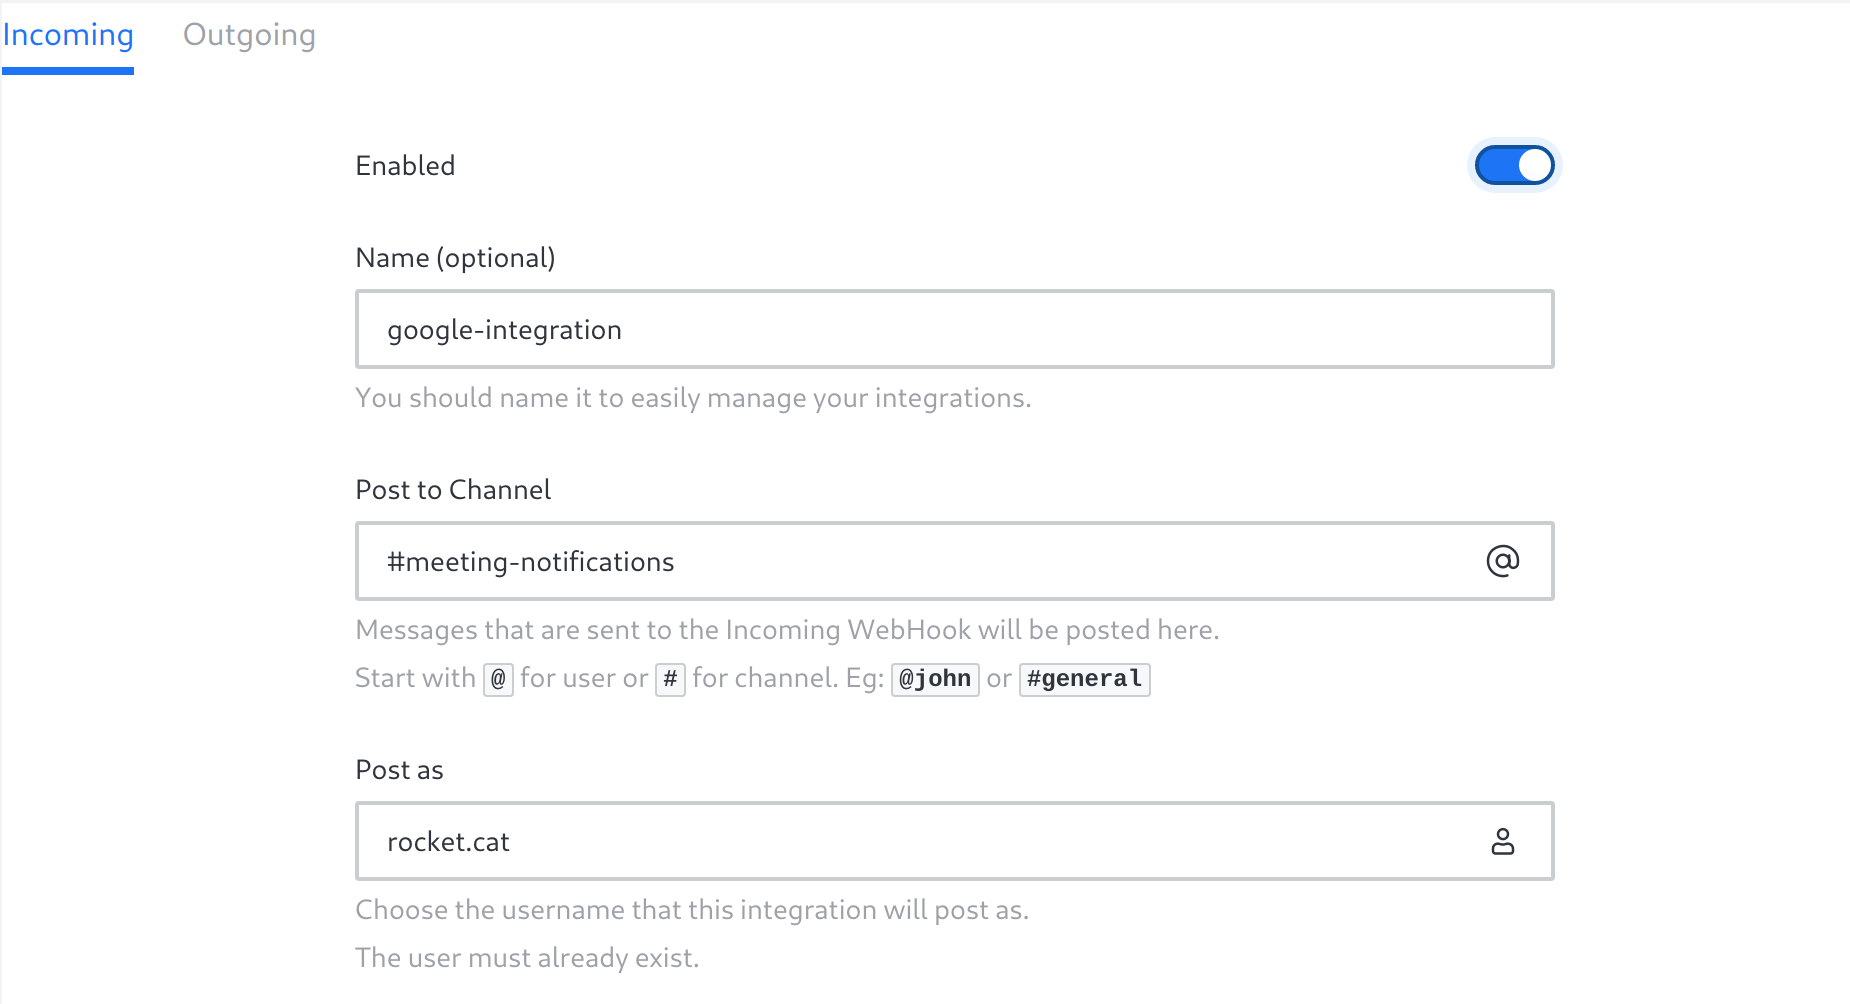 Incoming Outgoing
Enabled
Name (optional)
google-integration
You should name it to easily manage your integrations.
Post to Channel
#meeting-notifications
Messages that are sent to the Incoming WebHook will be posted here.
Start with @ for user or # for channel. Eg: @john or #general
Post as
rocket.cat
Choose the username that this integration will post as.
The user must already exist.